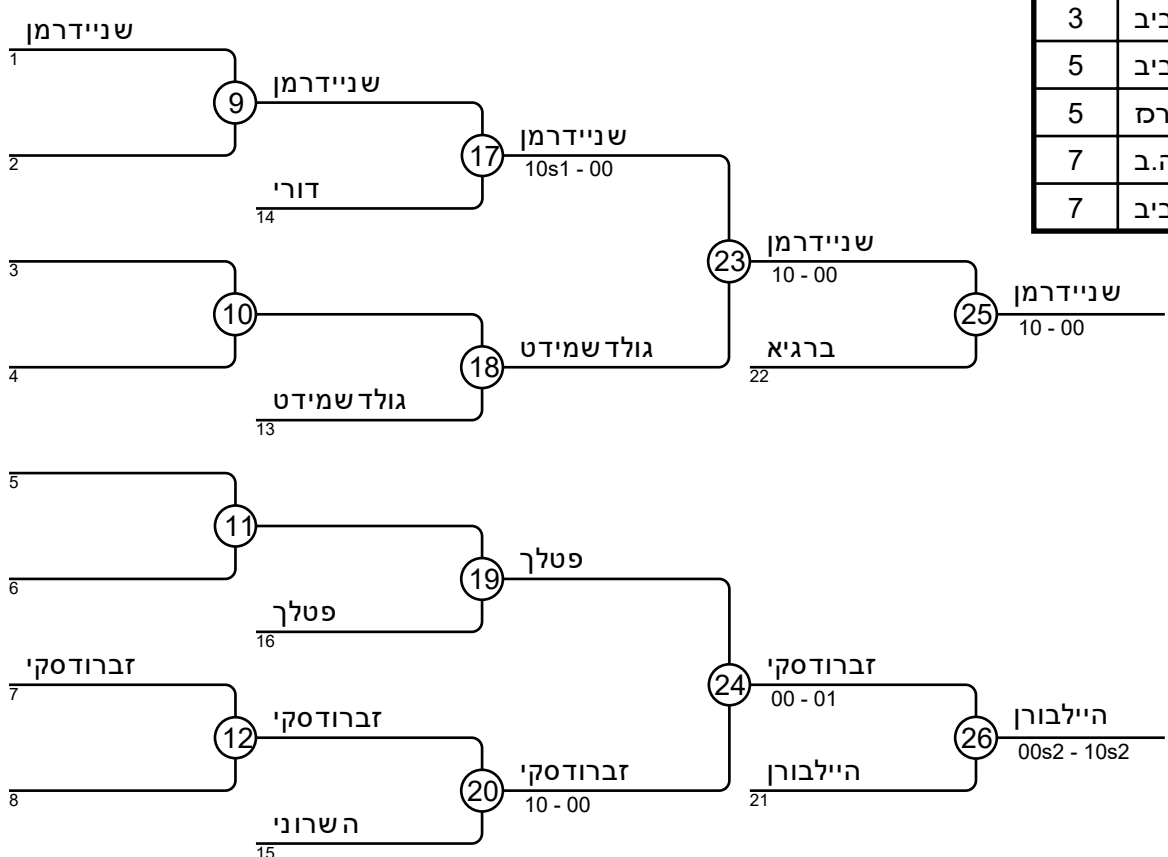 שניידרמן
1
9
שניידרמן
2
17
שניידרמן
10s1 - 00
דורי
14
3
10
4
18
גולדשמידט
גולדשמידט
13
23
שניידרמן
10 - 00
ברגיא
22
25
שניידרמן
10 - 00
5
11
6
19
פטלך
פטלך
16
זברודסקי
7
12
זברודסקי
8
20
זברודסקי
10 - 00
השרוני
15
24
זברודסקי
00 - 01
היילבורן
21
26
היילבורן
00s2 - 10s2
3
5
5
7
7